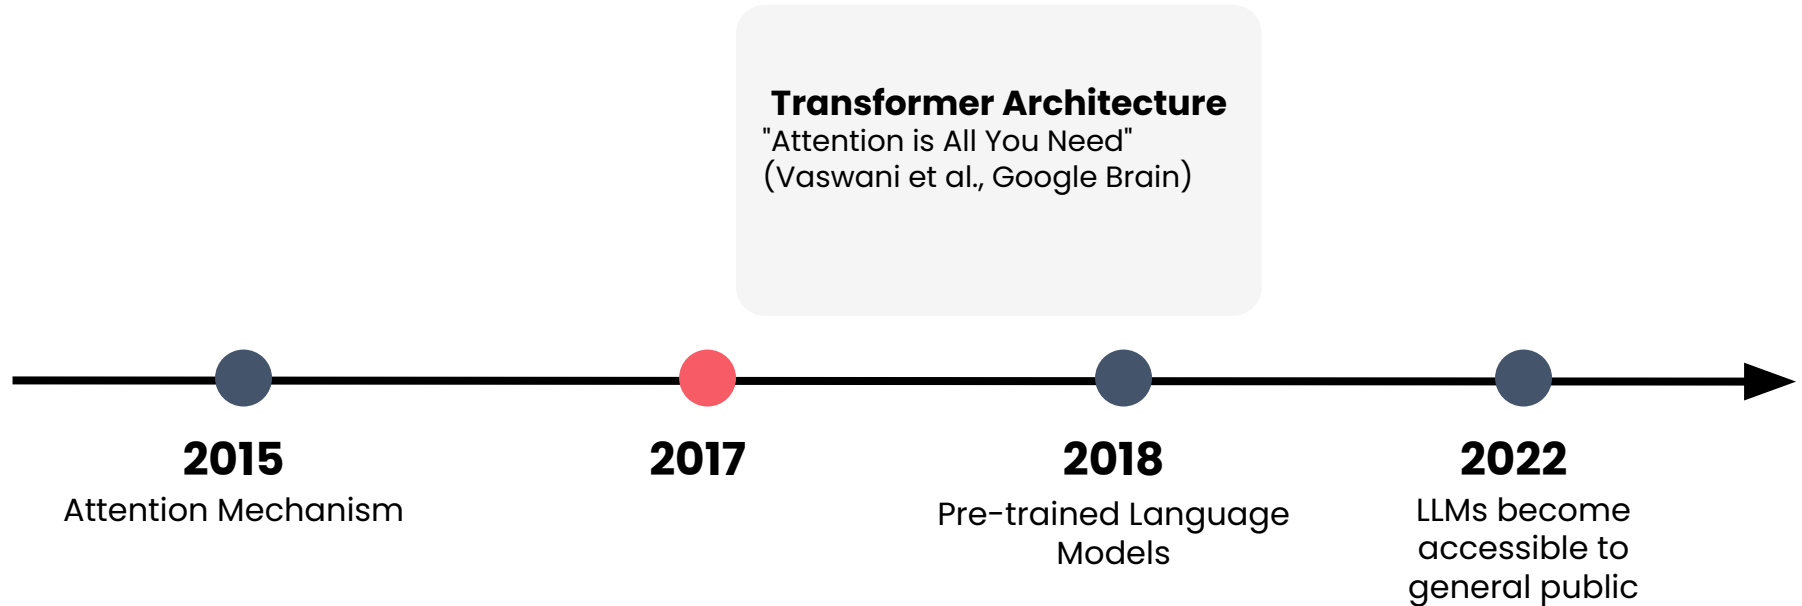 Transformer Architecture
"Attention is All You Need"
(Vaswani et al., Google Brain)
2015
Attention Mechanism
2017
2018
Pre-trained Language
Models
2022
LLMs become
accessible to
general public